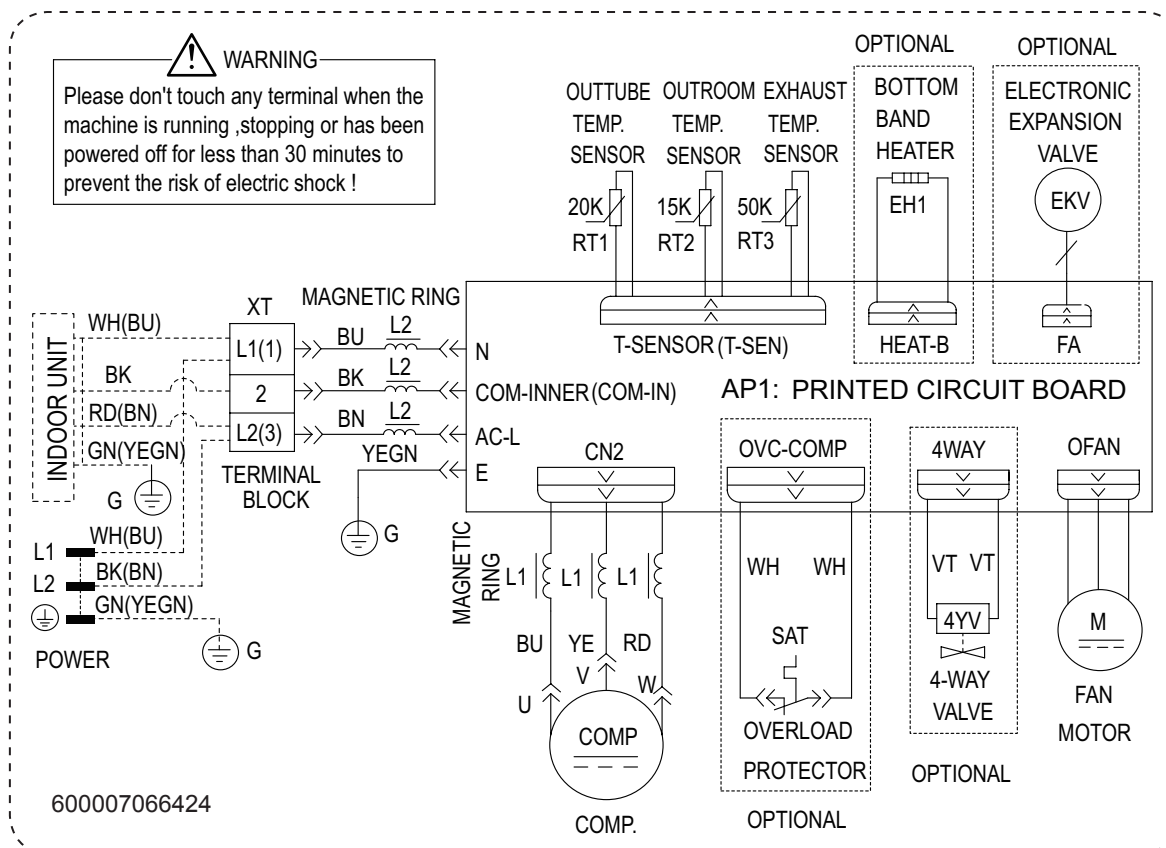 WARNING
Please don't touch any terminal when the
machine is running ,stopping or has been
powered off for less than 30 minutes to
prevent the risk of electric shock !
OUTTUBE
TEMP.
SENSOR
OUTROOM
TEMP.
SENSOR
EXHAUST
TEMP.
SENSOR
20K
RT1
15K
RT2
50K
RT3
OPTIONAL
BOTTOM
BAND
HEATER
EH1
OPTIONAL
ELECTRONIC
EXPANSION
VALVE
EKV
T-SENSOR (T-SEN)
HEAT-B
FA
AP1: PRINTED CIRCUIT BOARD
INDOOR UNIT
WH(BU)
BK
RD(BN)
GN(YEGN)
G
XT
L1(1)
2
L2(3)
TERMINAL
BLOCK
MAGNETIC RING
BU
L2
N
BK
L2
COM-INNER (COM-IN)
BN
L2
AC-L
YEGN
E
G
L1
WH(BU)
L2
BK(BN)
GN(YEGN)
G
POWER
CN2
MAGNETIC
RING
L1
L1
L1
BU
YE
RD
U
V
W
COMP
COMP.
OVC-COMP
WH
WH
SAT
OVERLOAD
PROTECTOR
OPTIONAL
4WAY
VT
VT
4YV
4-WAY
VALVE
OPTIONAL
OFAN
M
FAN
MOTOR
600007066424